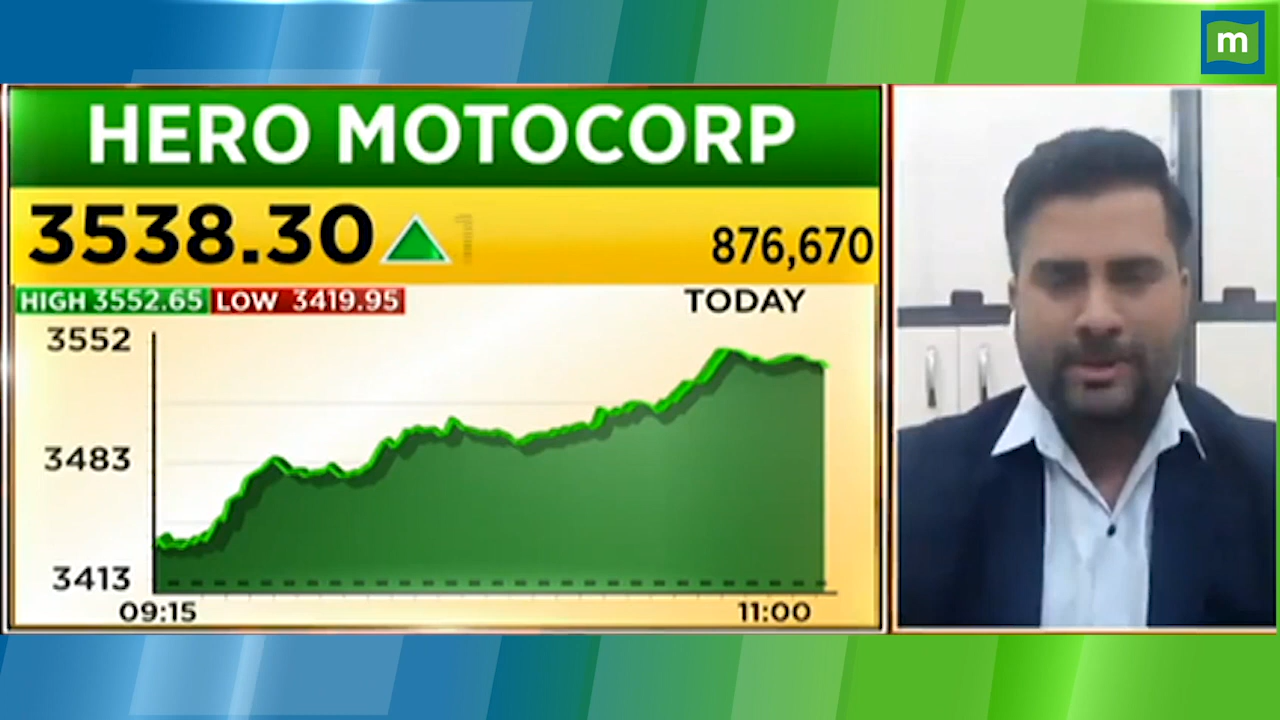 m
HERO MOTOCORP
3538.30 876,670
HIGH 3552.65 LOW 3419.95 TODAY
3552
3483
3413
09:15 11:00